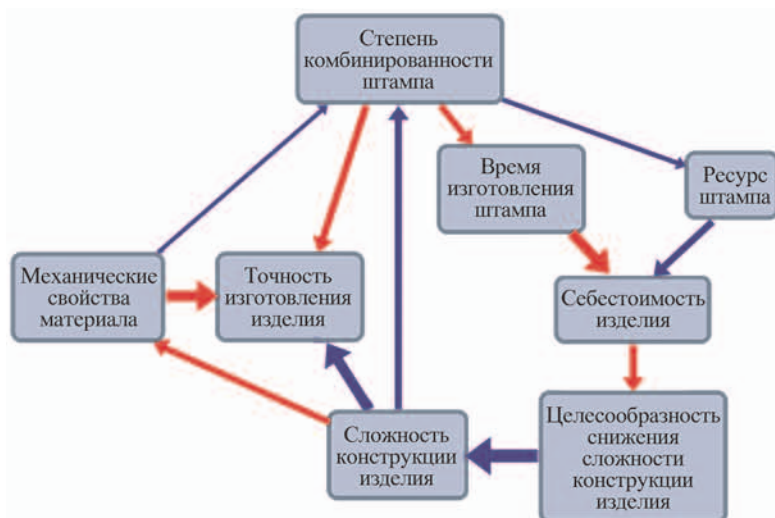 Степень
комбинированности
штампа
Время
изготовления
штампа
Ресурс
штампа
Механические
свойства
материала
Точность
изготовления
изделия
Себестоимость
изделия
Сложность
конструкции
изделия
Целесообразность
снижения
сложности
конструкции
изделия